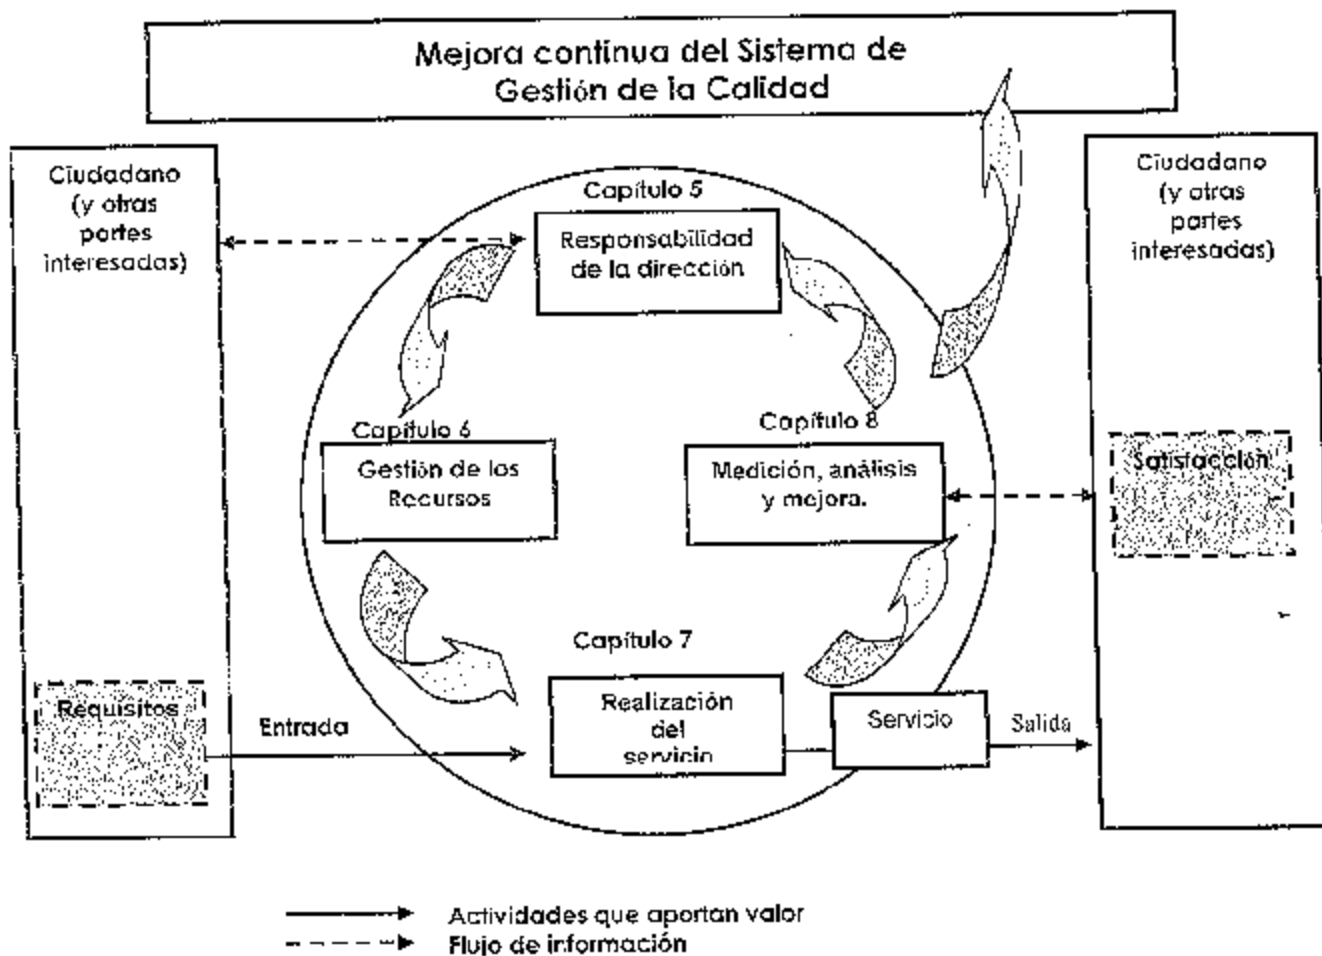 Mejora continua del Sistema de
Gestión de la Calidad
Ciudadano
(y otras
partes
interesadas)
Ciudadano
(y otras
partes
interesadas)
Capítulo 5
Responsabilidad
de la dirección
Capítulo 6
Gestión de los
Recursos
Capítulo 8
Medición, análisis
y mejora.
Satisfacción
Capítulo 7
Realización
del
servicio
Requisitos
Entrada
Servicio
Salida
Actividades que aportan valor
Flujo de información